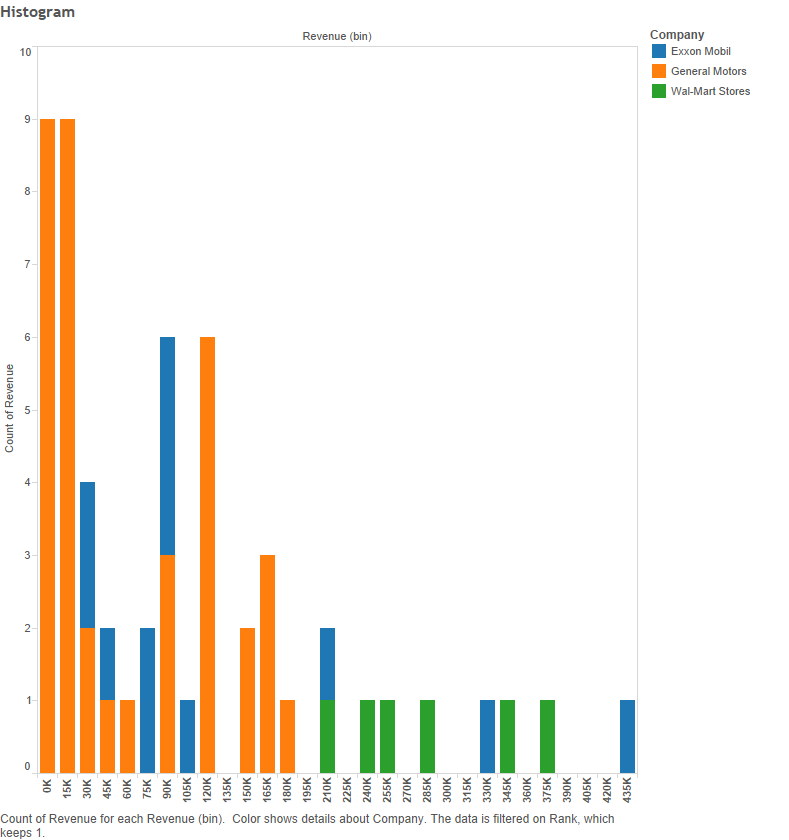 Histogram
Revenue (bin)
Company
Exxon Mobil
General Motors
Wal-Mart Stores
10
9
8
7
6
5
4
3
2
1
0
Count of Revenue
0K 15K 30K 45K 60K 75K 90K 105K 120K 135K 150K 165K 180K 195K 210K 225K 240K 255K 270K 285K 300K 315K 330K 345K 360K 375K 390K 405K 420K 435K
Count of Revenue for each Revenue (bin).  Color shows details about Company. The data is filtered on Rank, which
keeps 1.